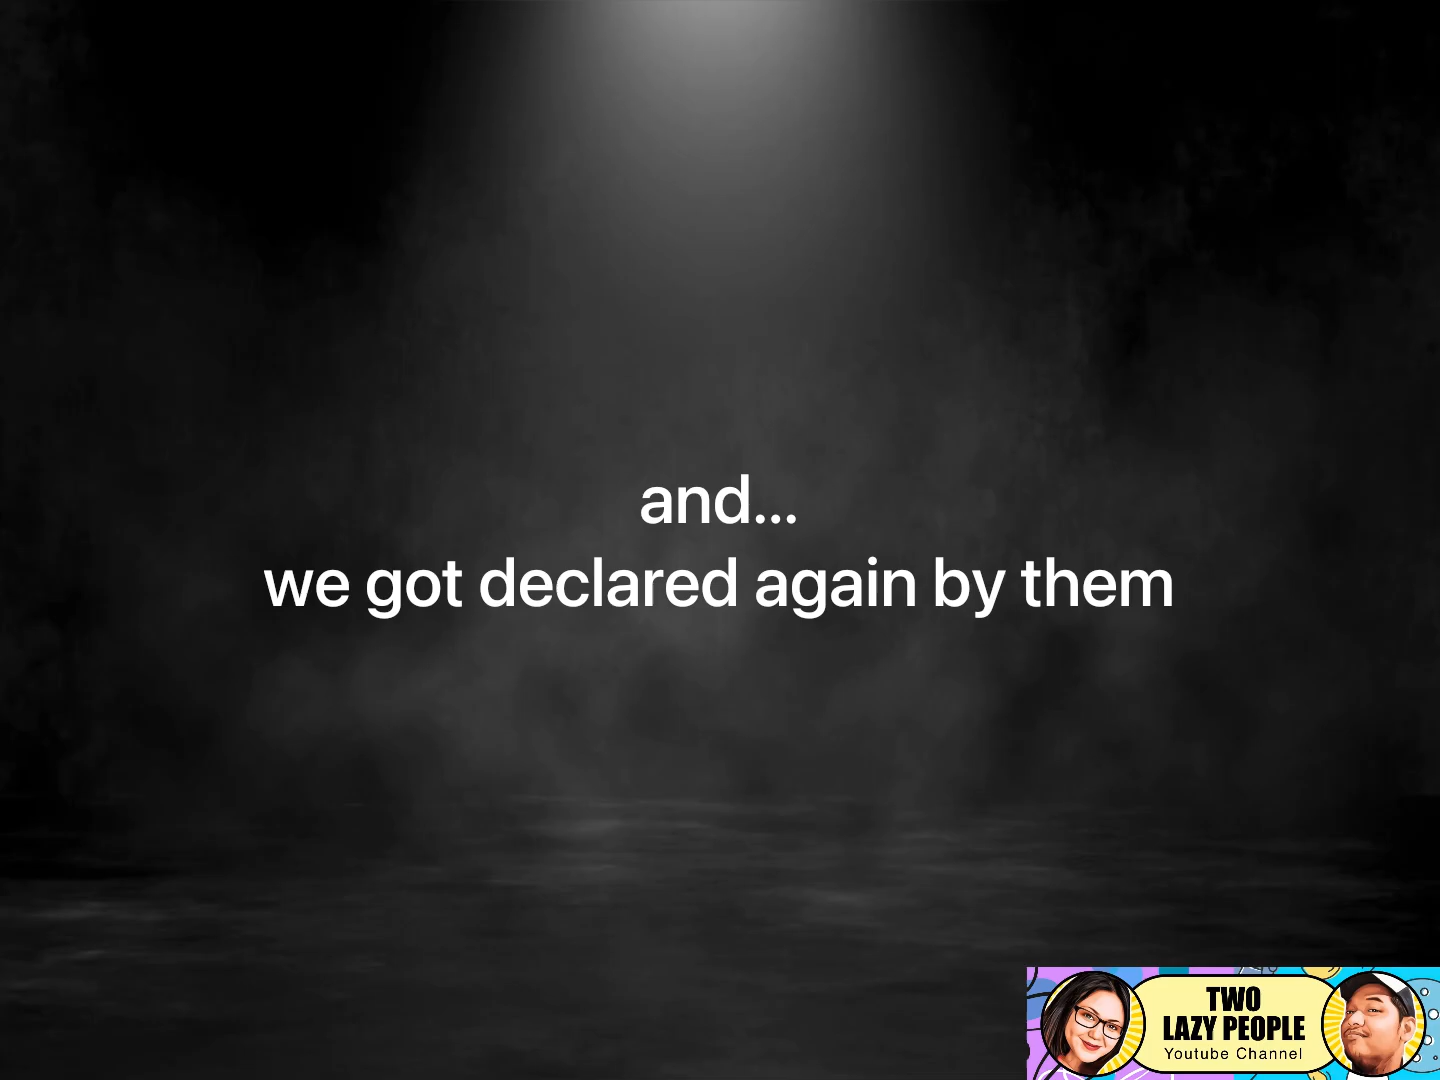 and...
we got declared again by them
TWO
LAZY PEOPLE
Youtube Channel